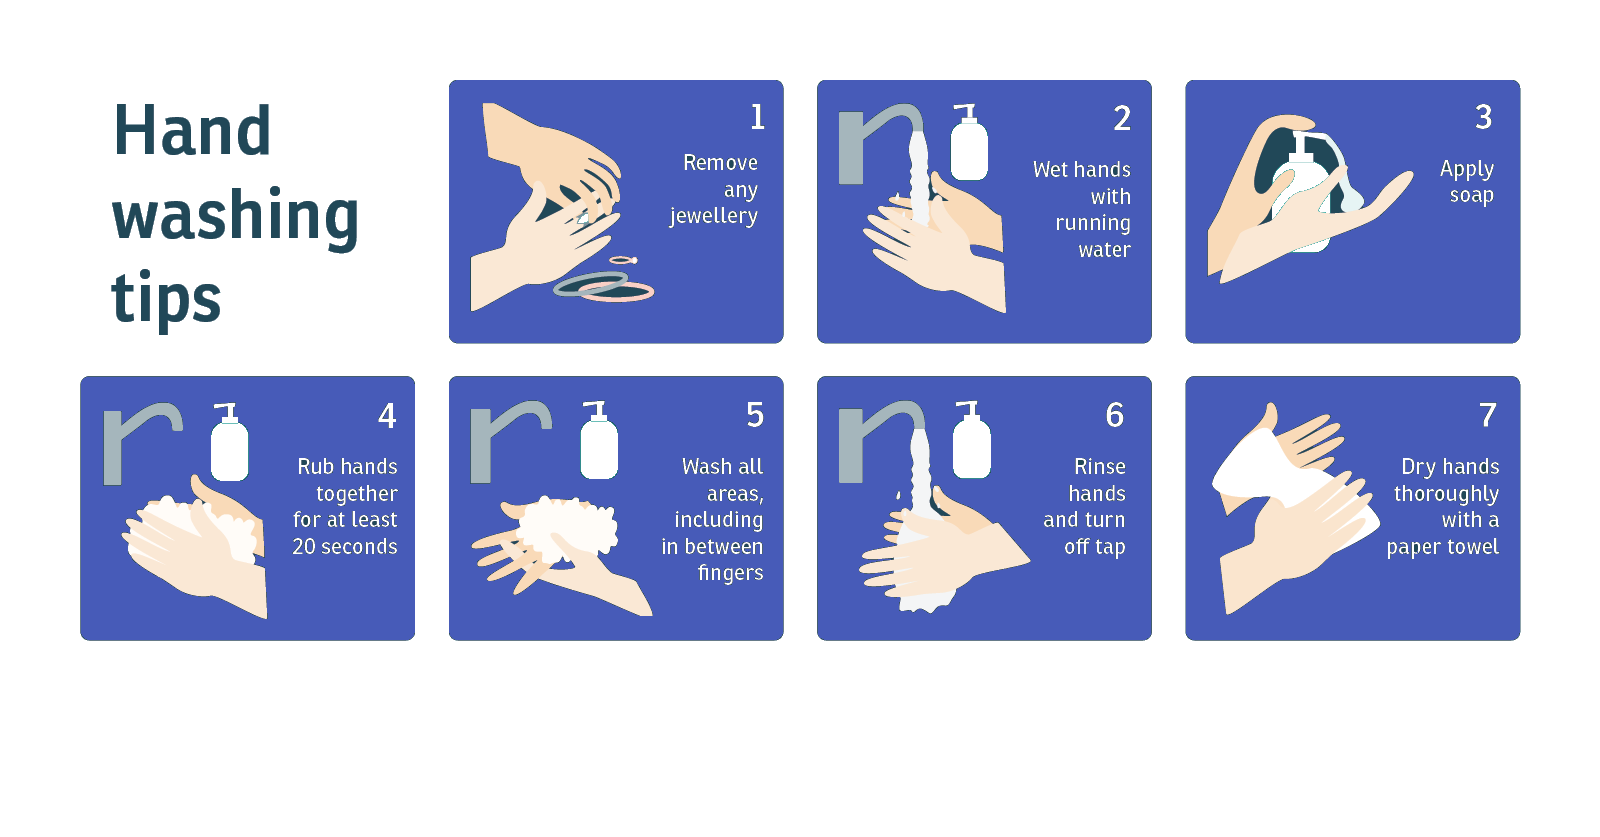 Hand
washing
tips
1
Remove
any
jewellery
2
Wet hands
with
running
water
3
Apply
soap
4
Rub hands
together
for at least
20 seconds
5
Wash all
areas,
including
in between
fingers
6
Rinse
hands
and turn
off tap
7
Dry hands
thoroughly
with a
paper towel